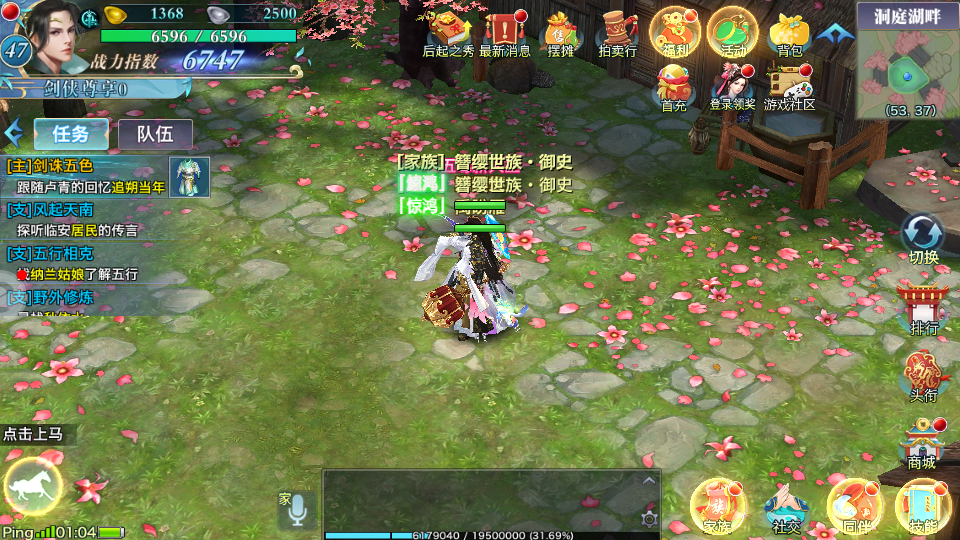 1368
2500
6596 / 6596
47
战力指数
6747
剑侠尊享0
后起之秀
最新消息
摆摊
拍卖行
福利
活动
背包
洞庭湖畔
(53, 37)
首充
登录领奖
游戏社区
任务
队伍
[主]剑诛五色
跟随卢青的回忆追朔当年
[支]风起天南
探听临安居民的传言
[支]五行相克
找纳兰姑娘了解五行
[支]野外修炼
[家族] 簪缨世族·御史
簪缨世族·御史
「惊鸿」
切换
排行
头衔
商城
点击上马
家
Ping
01:04
6179040 / 19500000 (31.69%)
家族
社交
同伴
技能